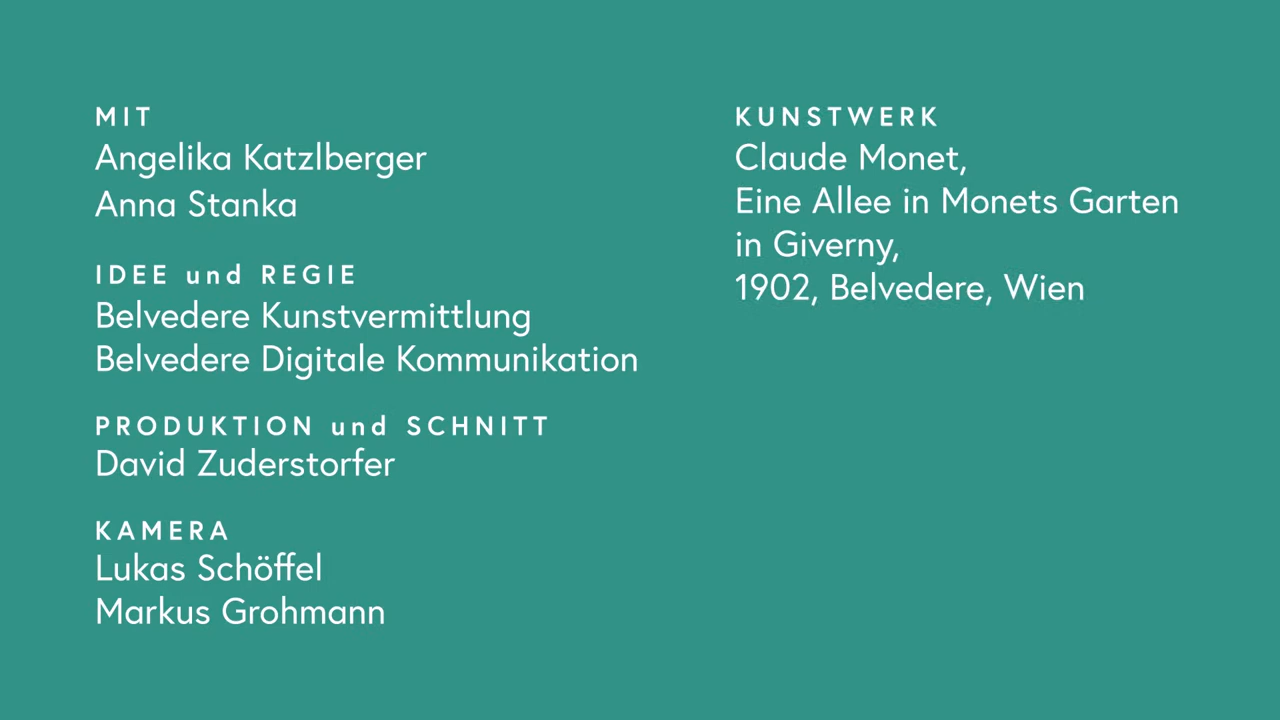 MIT
Angelika Katzlberger
Anna Stanka
IDEE und REGIE
Belvedere Kunstvermittlung
Belvedere Digitale Kommunikation
PRODUKTION und SCHNITT
David Zuderstorfer
KAMERA
Lukas Schöffel
Markus Grohmann
KUNSTWERK
Claude Monet,
Eine Allee in Monets Garten
in Giverny,
1902, Belvedere, Wien